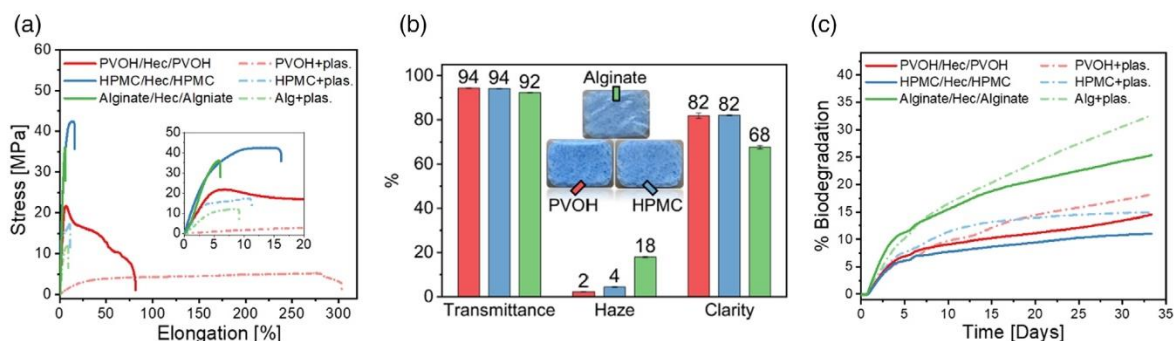 (a)
60
50
40
30
20
10
0
Stress [MPa]
PVOH/Hec/PVOH
HPMC/Hec/HPMC
Alginate/Hec/Algniate
PVOH+plas.
HPMC+plas.
Alg+plas.
50
40
30
20
10
0
0 5 10 15 20
0 50 100 150 200 250 300
Elongation [%]
(b)
100
80
60
40
20
0
%
94 94 92
2 4 18
82 82 68
Alginate
PVOH HPMC
Transmittance Haze Clarity
(c)
40
35
30
25
20
15
10
5
0
% Biodegradation
PVOH/Hec/PVOH
HPMC/Hec/HPMC
Alginate/Hec/Alginate
PVOH+plas.
HPMC+plas.
Alg+plas.
0 5 10 15 20 25 30 35
Time [Days]